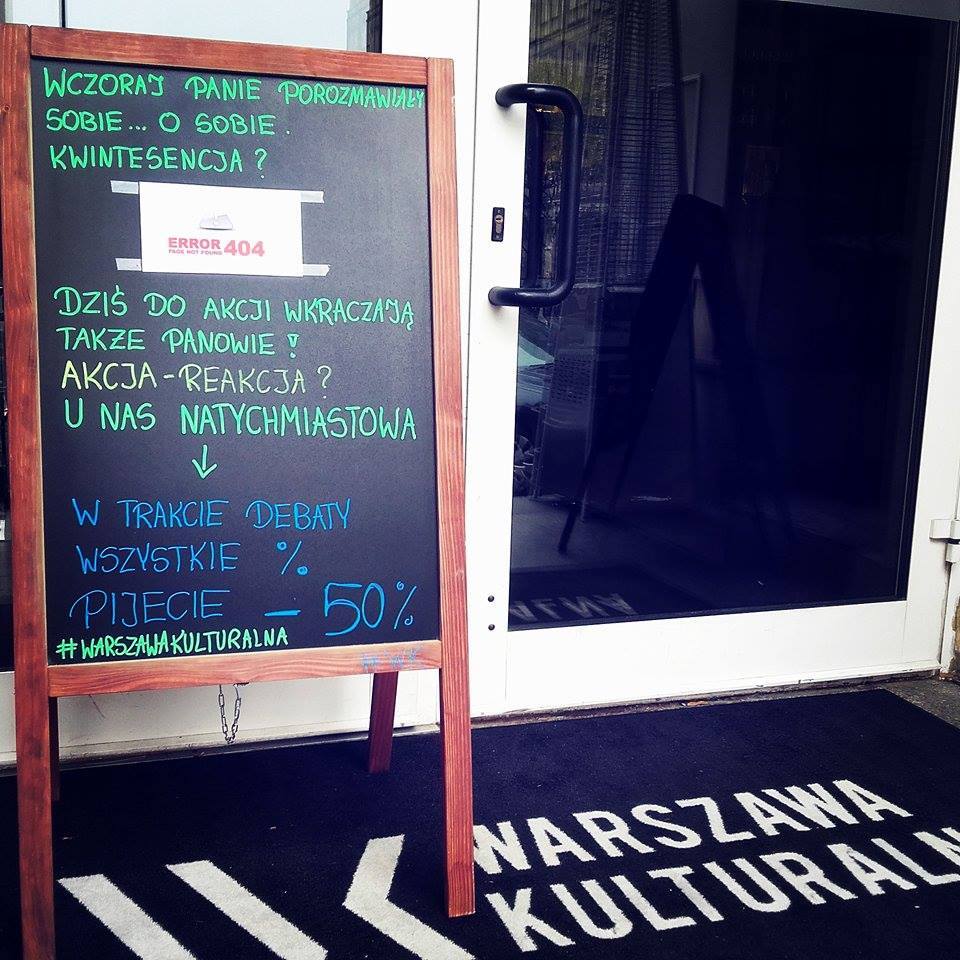 WCZORAJ PANIE POROZMAWIAŁY
SOBIE... O SOBIE.
KWINTESENCJA?
ERROR 404
PAGE NOT FOUND
DZIŚ DO AKCJI WKRACZAJĄ
TAKŻE PANOWIE!
AKCJA-REAKCJA?
U NAS NATYCHMIASTOWA
↓
W TRAKCIE DEBATY
WSZYSTKIE %
PIJECIE - 50%
#WARSZAWAKULTURALNA
WARSZAWA
KULTURALN